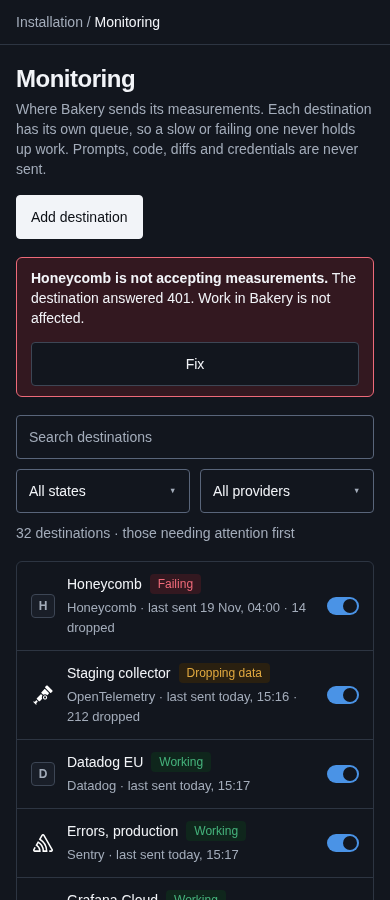 Installation / Monitoring
Monitoring
Where Bakery sends its measurements. Each destination
has its own queue, so a slow or failing one never holds
up work. Prompts, code, diffs and credentials are never
sent.
Add destination
Honeycomb is not accepting measurements. The
destination answered 401. Work in Bakery is not
affected.
Fix
Search destinations
All states
All providers
32 destinations · those needing attention first
Honeycomb Failing
H
Honeycomb · last sent 19 Nov, 04:00 · 14
dropped
Staging collector Dropping data
OpenTelemetry · last sent today, 15:16 ·
212 dropped
Datadog EU Working
D
Datadog · last sent today, 15:17
Errors, production Working
Sentry · last sent today, 15:17
Grafana Cloud Working